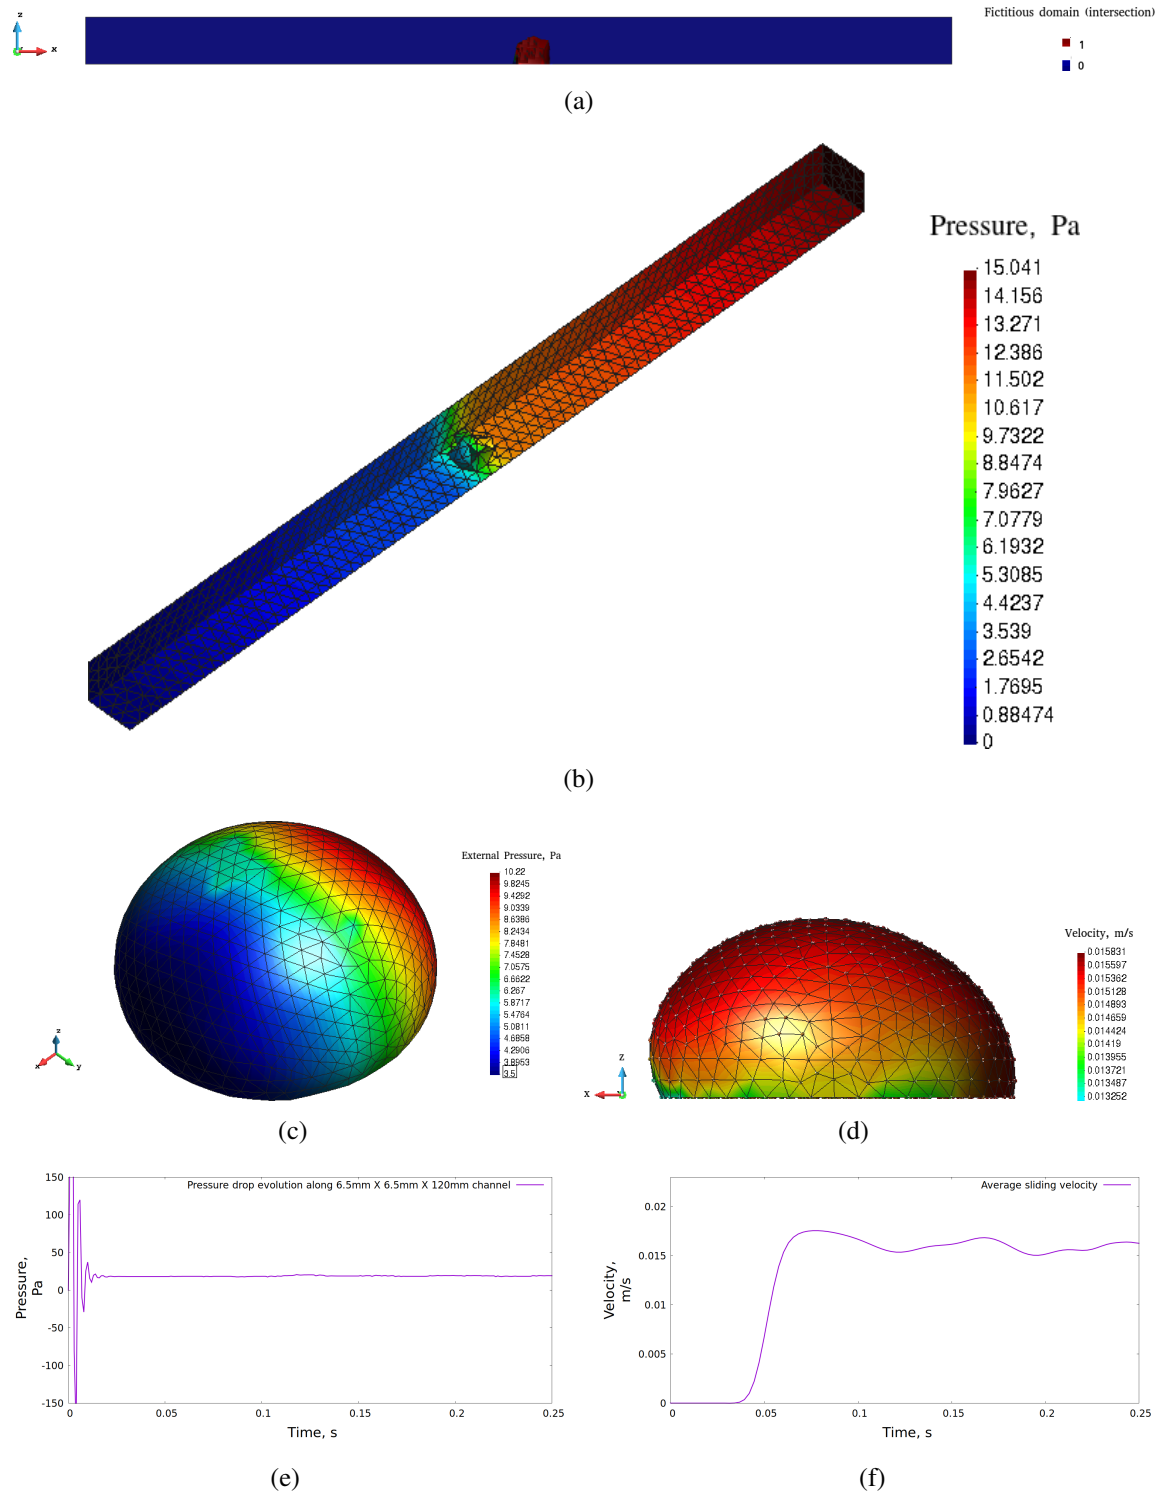 Fictitious domain (intersection)
z
x
1
0
(a)
Pressure, Pa
15.041
14.156
13.271
12.386
11.502
10.617
9.7322
8.8474
7.9627
7.0779
6.1932
5.3085
4.4237
3.539
2.6542
1.7695
0.88474
0
(b)
External Pressure, Pa
10.22
9.8245
9.4292
9.0339
8.6386
8.2434
7.8481
7.4528
7.0575
6.6622
6.267
5.8717
5.4764
5.0811
4.6858
4.2906
3.8953
3.5
z
x
y
(c)
Velocity, m/s
0.015831
0.015597
0.015362
0.015128
0.014893
0.014659
0.014424
0.01419
0.013955
0.013721
0.013487
0.013252
z
x
(d)
Pressure drop evolution along 6.5mm X 6.5mm X 120mm channel
150
100
50
0
-50
-100
-150
Pressure,
Pa
0
0.05
0.1
0.15
0.2
0.25
Time, s
(e)
Average sliding velocity
0.02
0.015
0.01
0.005
0
Velocity,
m/s
0
0.05
0.1
0.15
0.2
0.25
Time, s
(f)